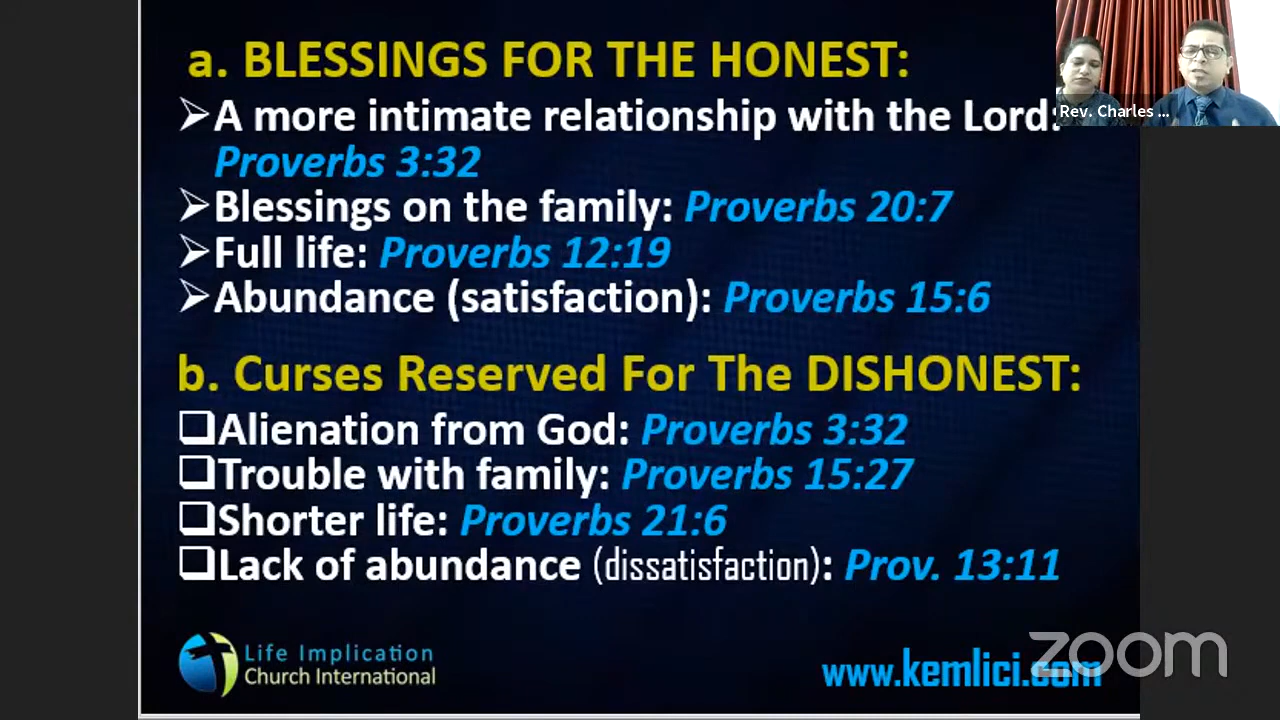 a. BLESSINGS FOR THE HONEST:
➢A more intimate relationship with the Lord:
Proverbs 3:32
➢Blessings on the family: Proverbs 20:7
➢Full life: Proverbs 12:19
➢Abundance (satisfaction): Proverbs 15:6
b. Curses Reserved For The DISHONEST:
❑Alienation from God: Proverbs 3:32
❑Trouble with family: Proverbs 15:27
❑Shorter life: Proverbs 21:6
❑Lack of abundance (dissatisfaction): Prov. 13:11
Life Implication
Church International
www.kemlici.com
zoom
Rev. Charles ...